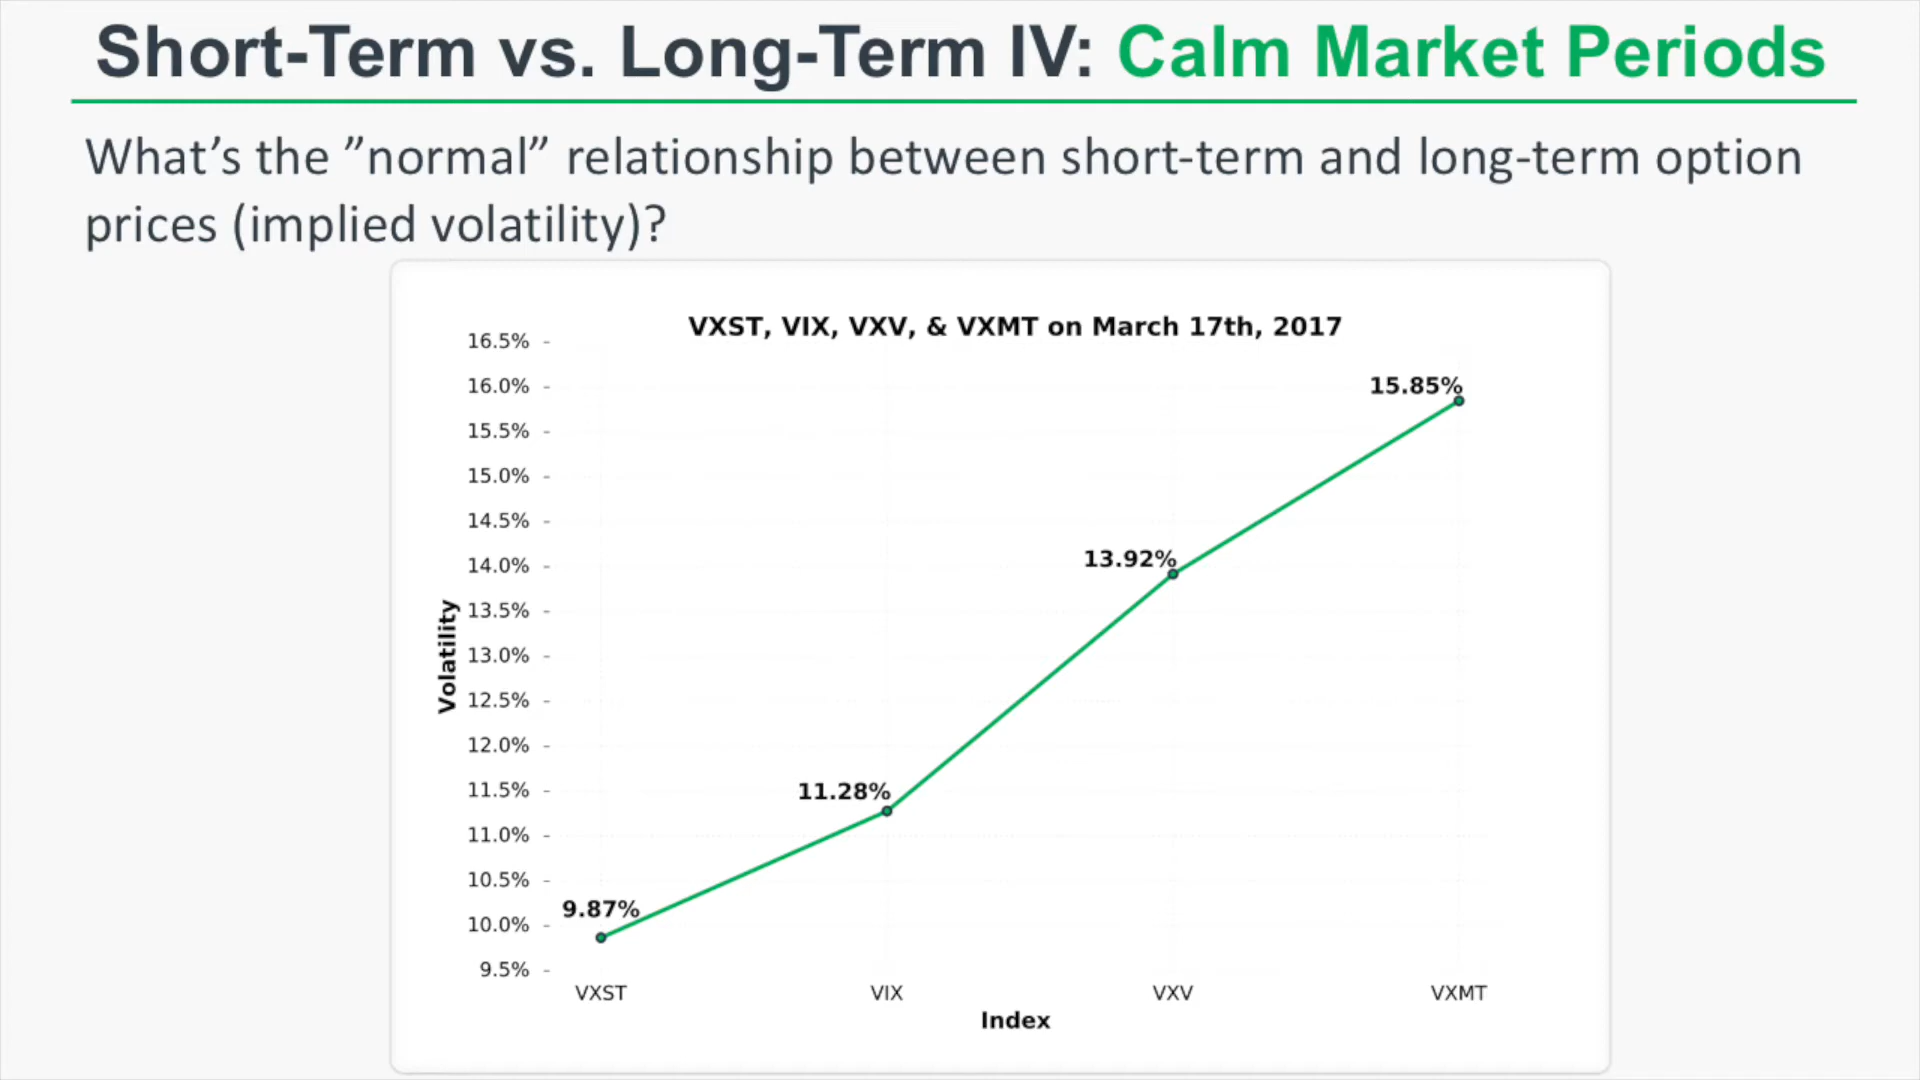 Short-Term vs. Long-Term IV: Calm Market Periods
What’s the ”normal” relationship between short-term and long-term option
prices (implied volatility)?
VXST, VIX, VXV, & VXMT on March 17th, 2017
16.5%
16.0%
15.5%
15.0%
14.5%
14.0%
13.5%
13.0%
12.5%
12.0%
11.5%
11.0%
10.5%
10.0%
9.5%
Volatility
9.87%
11.28%
13.92%
15.85%
VXST VIX VXV VXMT
Index